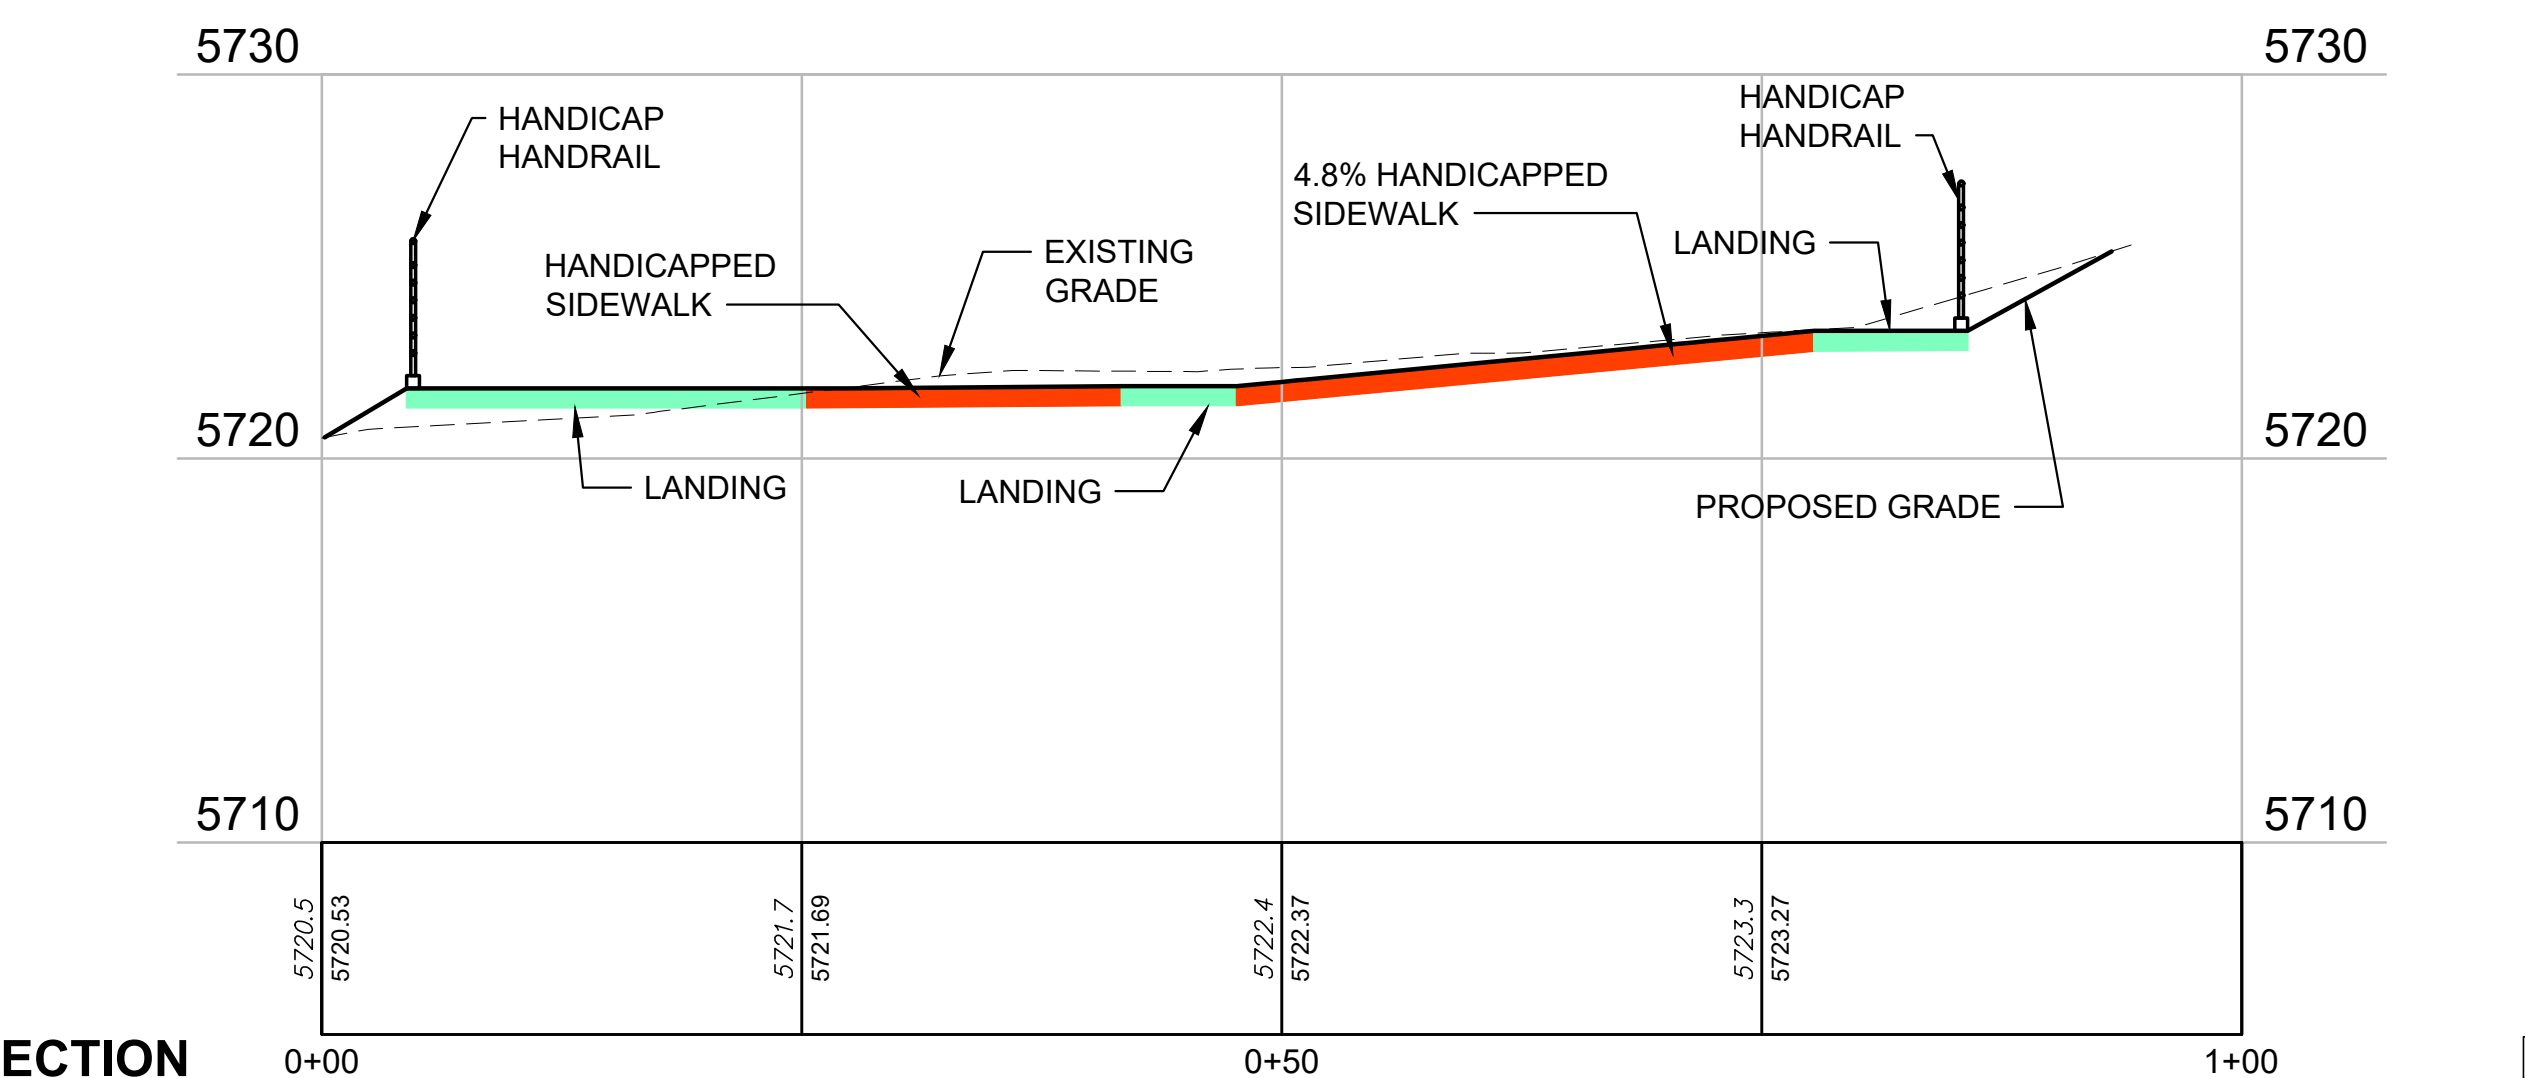 5730
5730
HANDICAP
HANDRAIL
HANDICAP
HANDRAIL
4.8% HANDICAPPED
SIDEWALK
LANDING
HANDICAPPED
SIDEWALK
EXISTING
GRADE
5720
5720
LANDING
LANDING
PROPOSED GRADE
5710
5710
5720.5
5720.53
5721.7
5721.69
5722.4
5722.37
5723.3
5723.27
ECTION
0+00
0+50
1+00